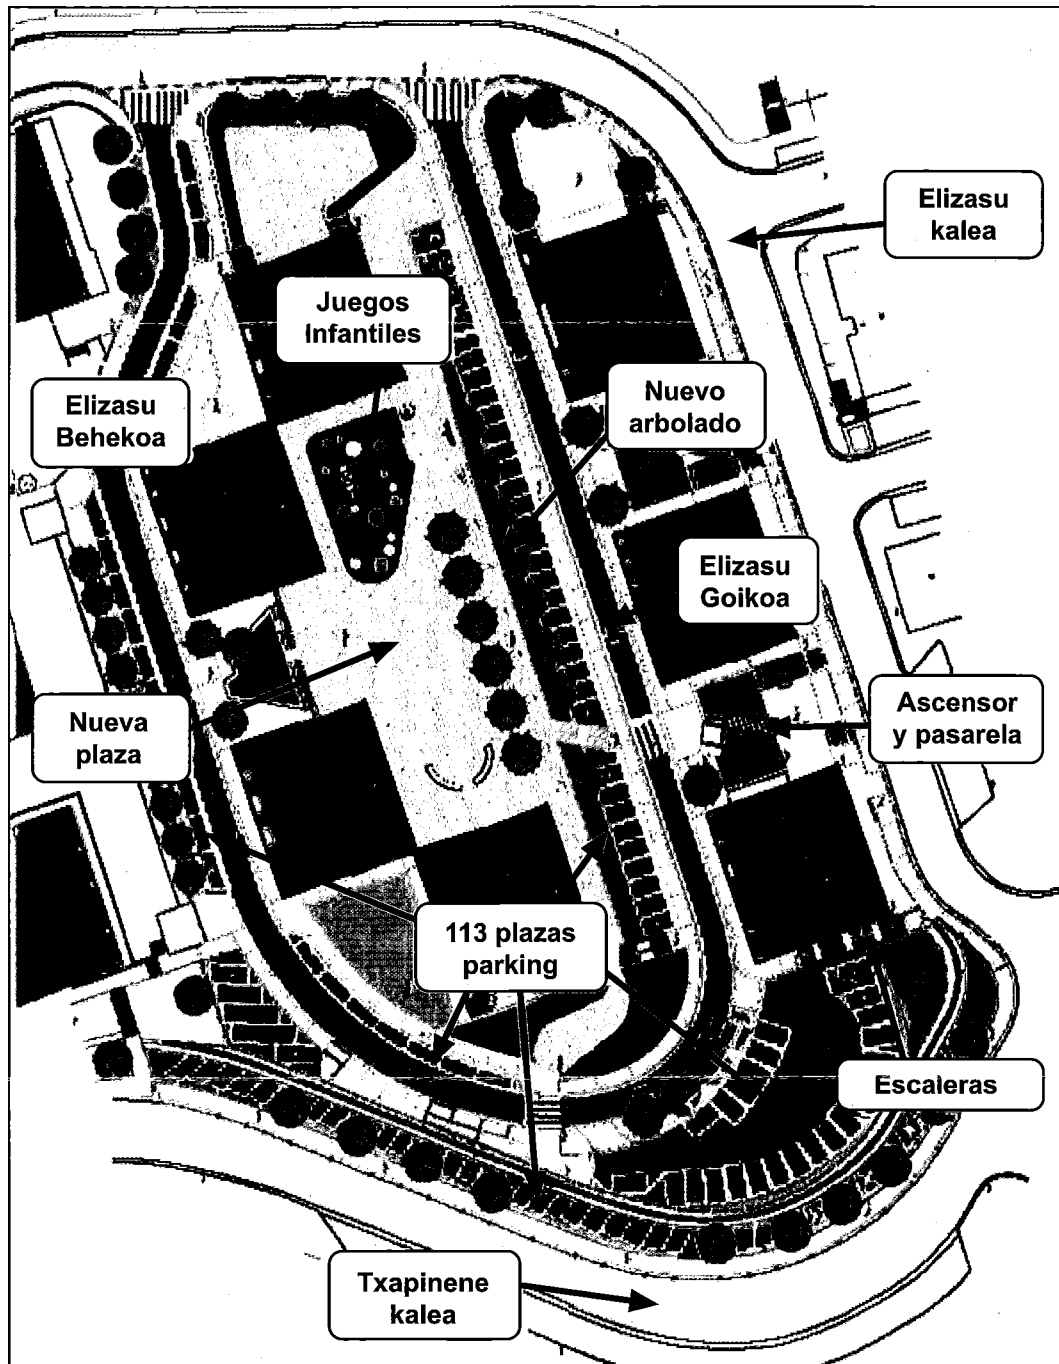 Elizasu
kalea
Juegos
Infantiles
Nuevo
arbolado
Elizasu
Behekoa
Elizasu
Goikoa
Ascensor
y pasarela
Nueva
plaza
113 plazas
parking
Escaleras
Txapinene
kalea